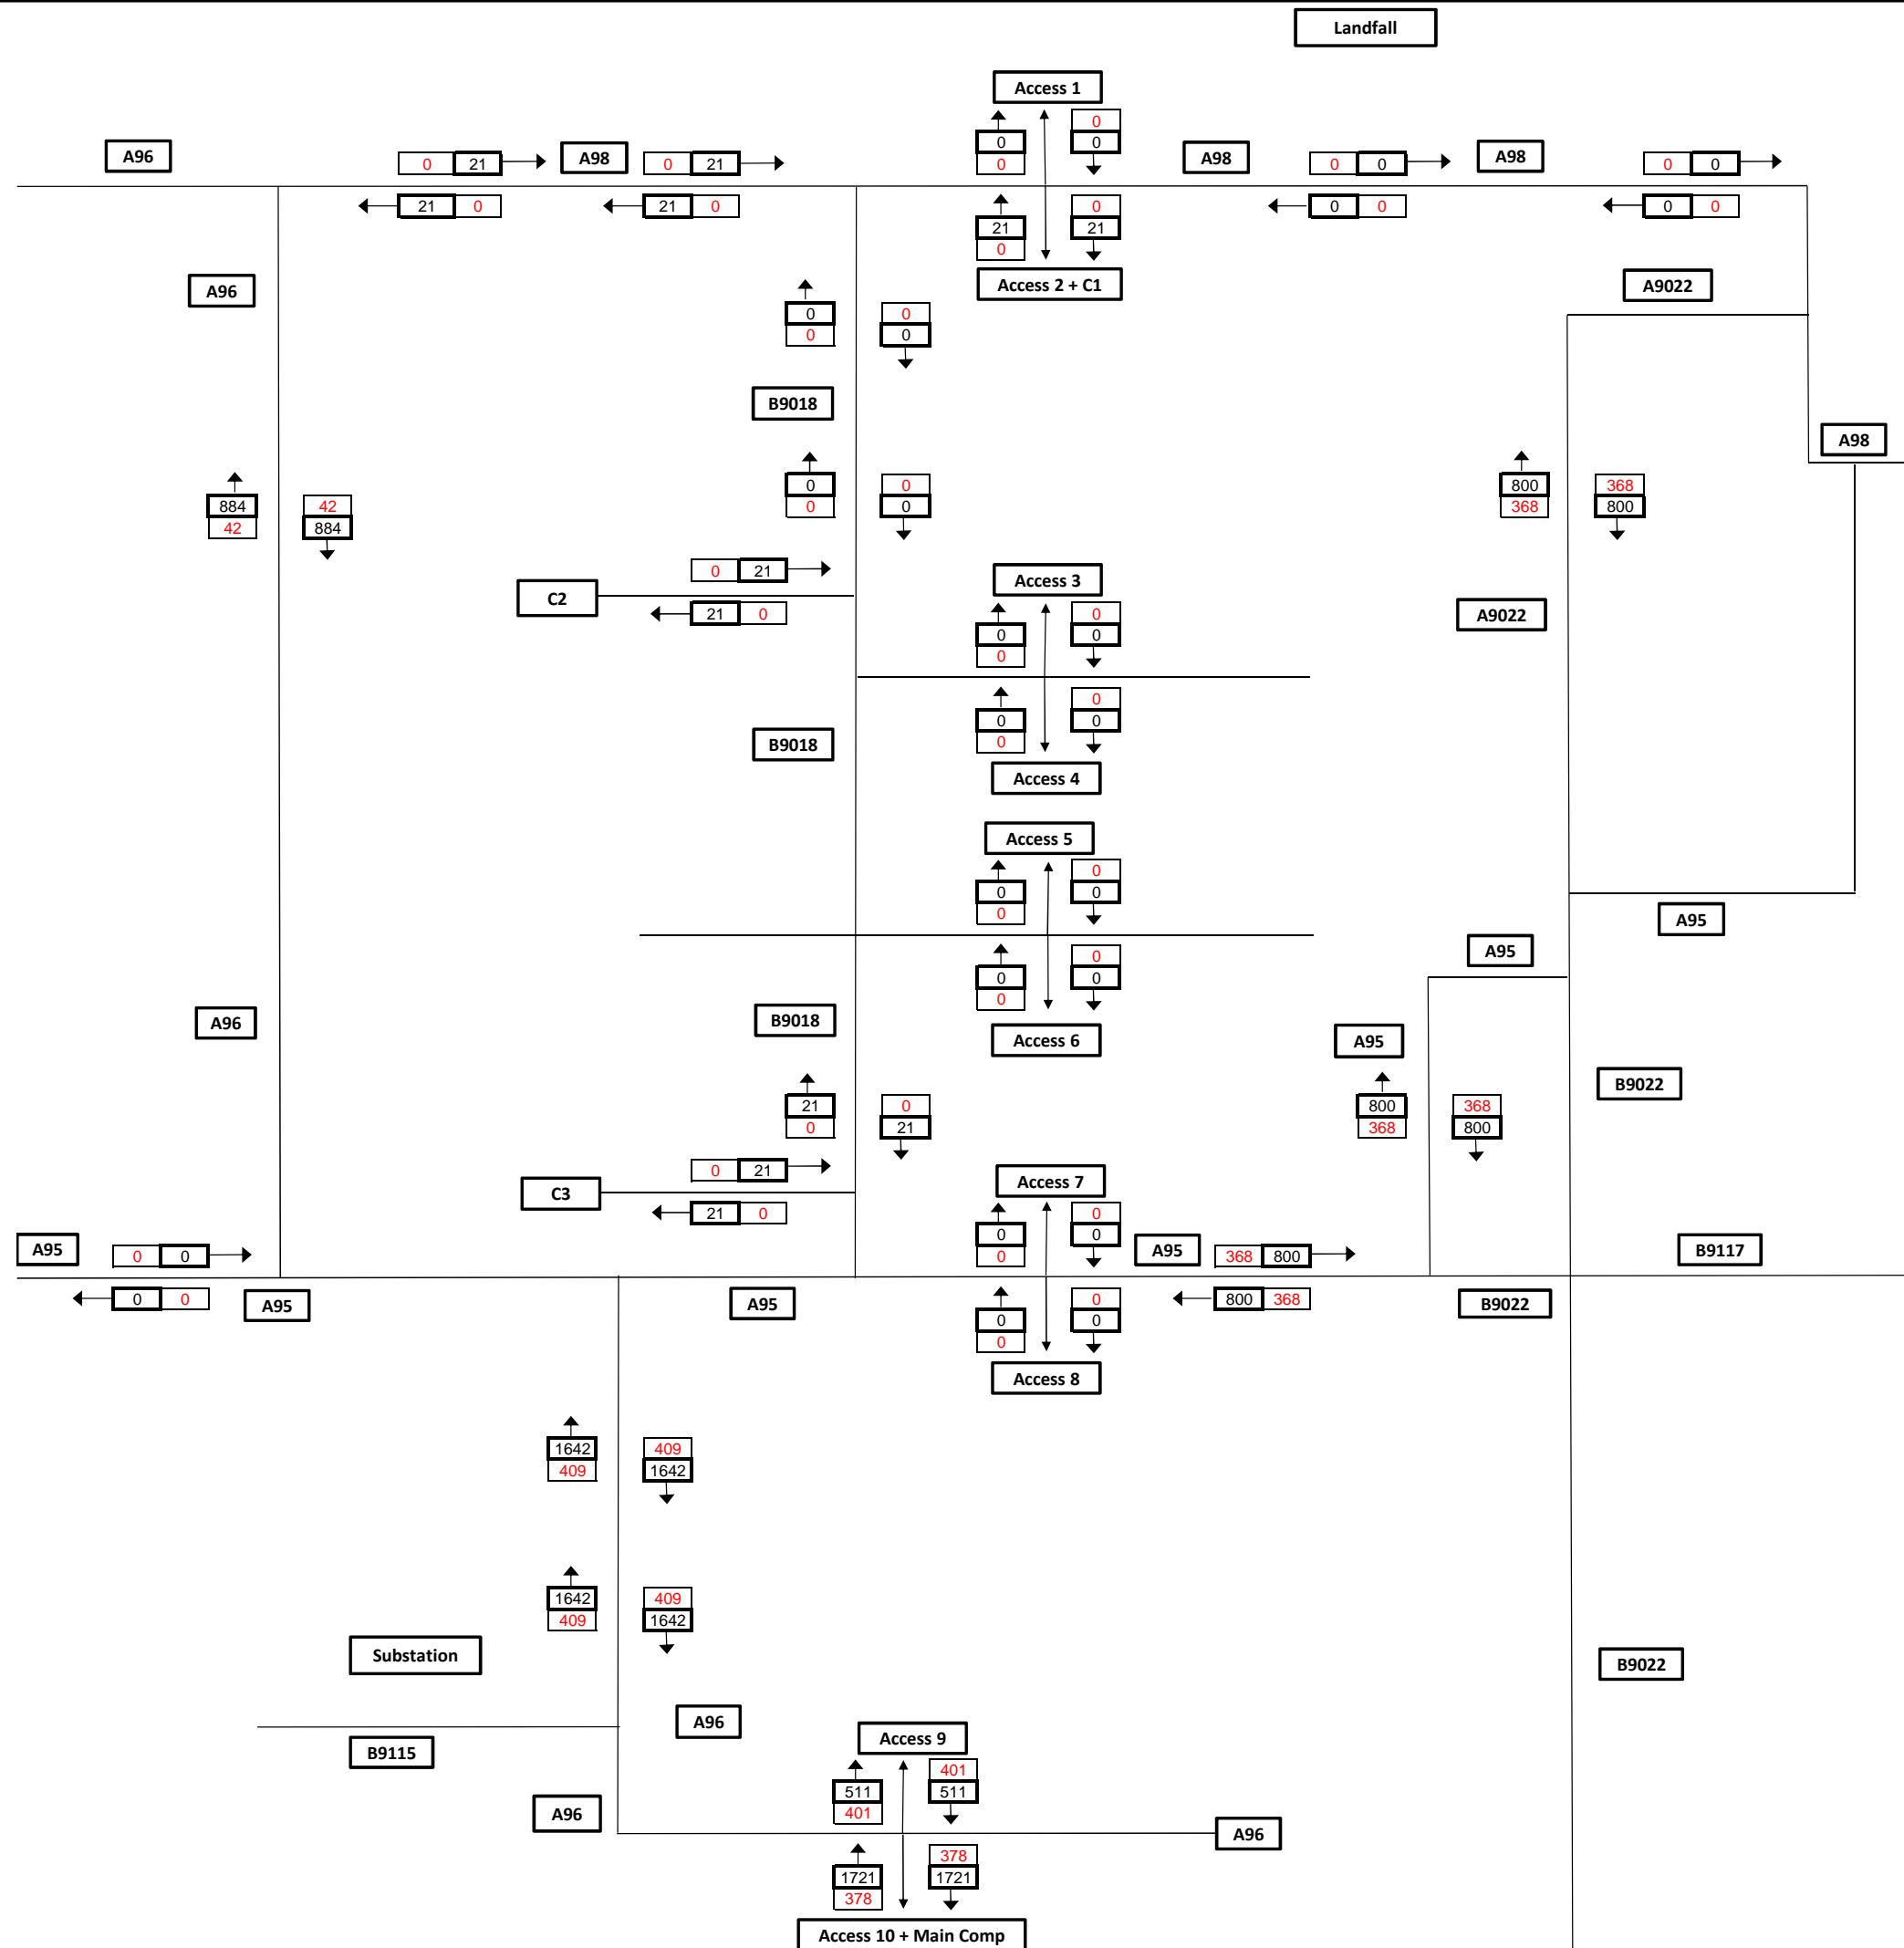 Landfall
Access 1
0
0
0
0
A96
0 21
A98
0 21
A98
0 0
A98
0 0
21 0
21 0
0 0
0 0
0
21
21
0
Access 2 + C1
A96
A9022
0
0
0
0
B9018
A98
0
0
0
0
884
42
42
884
800
368
368
800
0 21
C2
21 0
Access 3
0
0
0
0
A9022
0
0
0
0
B9018
Access 4
Access 5
0
0
0
0
A95
A95
0
0
0
0
A96
B9018
Access 6
A95
B9022
21
0
0
21
800
368
368
800
0 21
C3
21 0
Access 7
0
0
0
0
A95
0 0
A95
368 800
B9117
0 0
A95
A95
0
0
0
0
800 368
B9022
Access 8
1642
409
409
1642
1642
409
409
1642
Substation
B9022
A96
B9115
Access 9
401
511
511
401
A96
A96
378
1721
1721
378
Access 10 + Main Comp